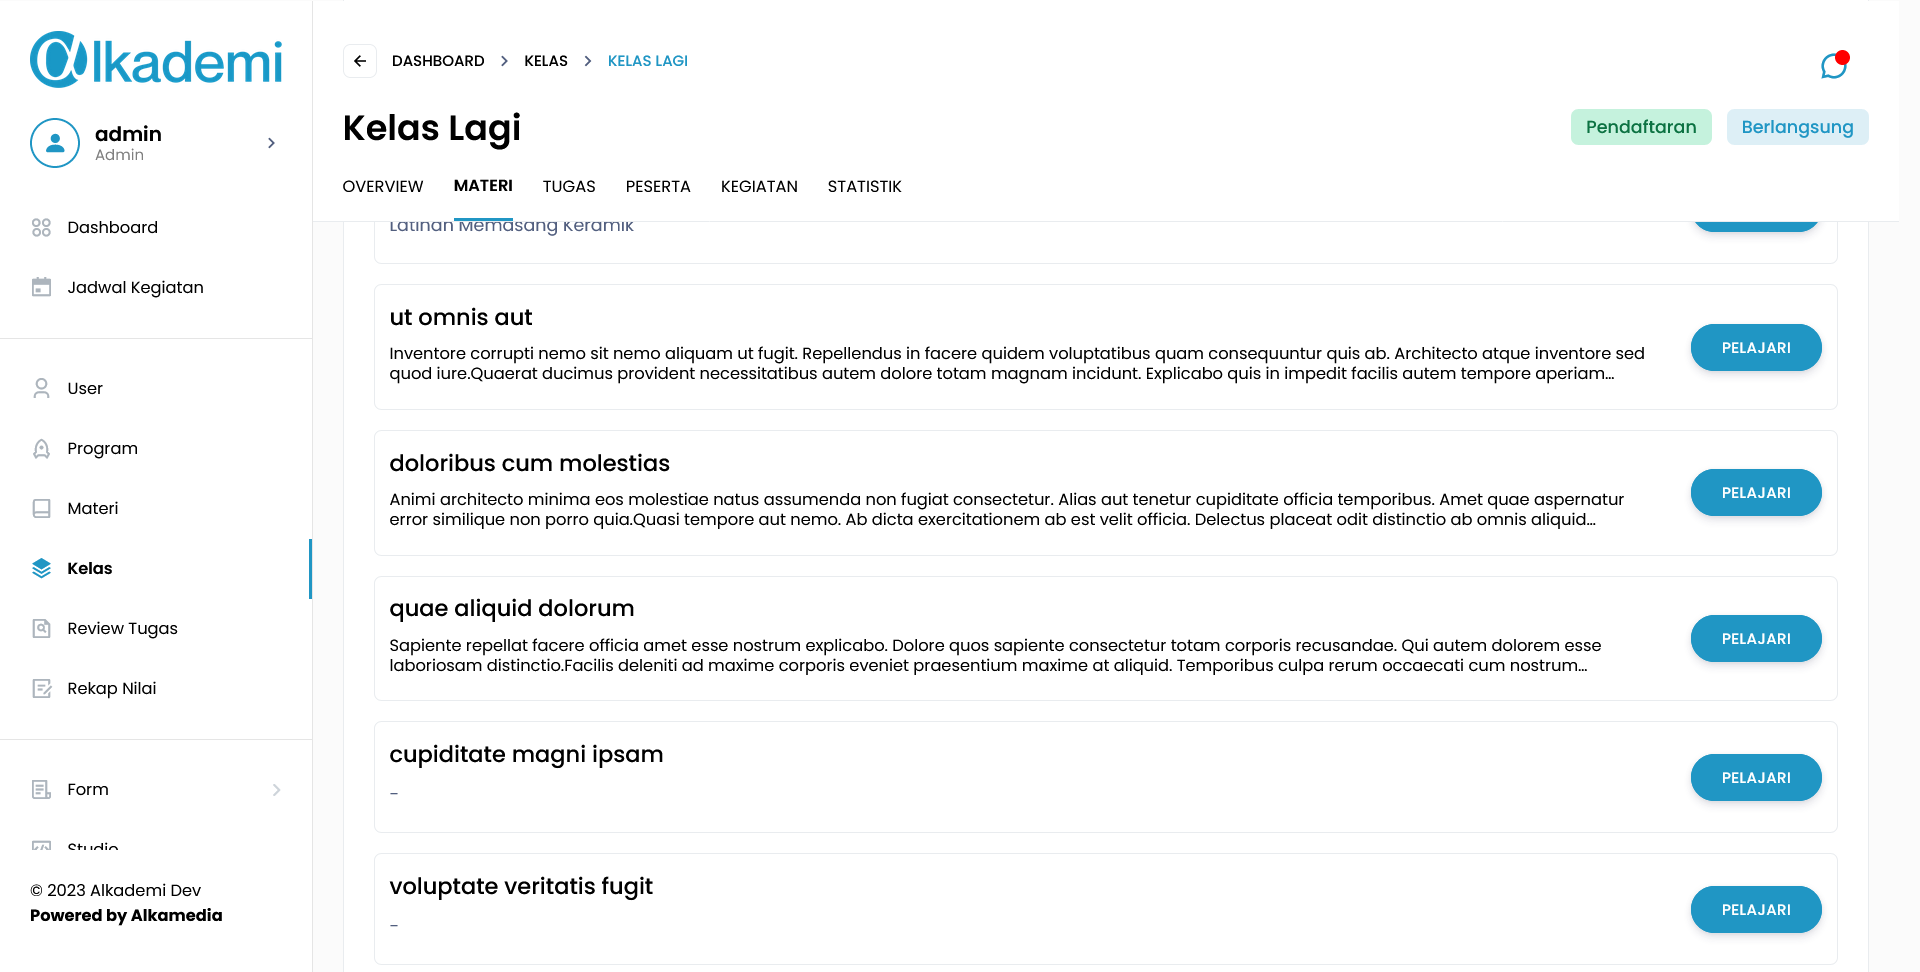 Alkademi
admin
Admin
Dashboard
Jadwal Kegiatan
User
Program
Materi
Kelas
Review Tugas
Rekap Nilai
Form
Studio
© 2023 Alkademi Dev
Powered by Alkamedia
DASHBOARD > KELAS > KELAS LAGI
Kelas Lagi
Pendaftaran
Berlangsung
OVERVIEW MATERI TUGAS PESERTA KEGIATAN STATISTIK
Latihan Memasang Keramik
ut omnis aut
Inventore corrupti nemo sit nemo aliquam ut fugit. Repellendus in facere quidem voluptatibus quam consequuntur quis ab. Architecto atque inventore sed
quod iure.Quaerat ducimus provident necessitatibus autem dolore totam magnam incidunt. Explicabo quis in impedit facilis autem tempore aperiam...
PELAJARI
doloribus cum molestias
Animi architecto minima eos molestiae natus assumenda non fugiat consectetur. Alias aut tenetur cupiditate officia temporibus. Amet quae aspernatur
error similique non porro quia.Quasi tempore aut nemo. Ab dicta exercitationem ab est velit officia. Delectus placeat odit distinctio ab omnis aliquid...
PELAJARI
quae aliquid dolorum
Sapiente repellat facere officia amet esse nostrum explicabo. Dolore quos sapiente consectetur totam corporis recusandae. Qui autem dolorem esse
laboriosam distinctio.Facilis deleniti ad maxime corporis eveniet praesentium maxime at aliquid. Temporibus culpa rerum occaecati cum nostrum...
PELAJARI
cupiditate magni ipsam
-
PELAJARI
voluptate veritatis fugit
-
PELAJARI